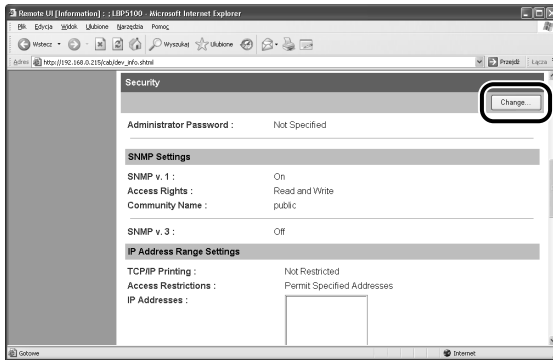 Remote UI [Information] : ; LBP5100 - Microsoft Internet Explorer
Plik Edycja Widok Ulubione Narzędzia Pomoc
Wstecz Wyszukaj Ulubione
Adres http://192.168.0.215/cab/dev_info.shtml Przejdź Łącza
Security
Change...
Administrator Password : Not Specified
SNMP Settings
SNMP v. 1 : On
Access Rights : Read and Write
Community Name : public
SNMP v. 3 : Off
IP Address Range Settings
TCP/IP Printing : Not Restricted
Access Restrictions : Permit Specified Addresses
IP Addresses :
Gotowe Internet